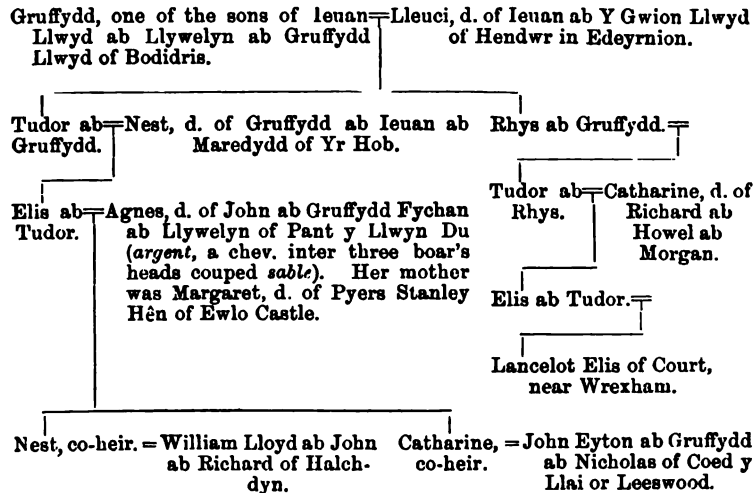 Gruffydd, one of the sons of Ieuan=Lleuci, d. of Ieuan ab Y Gwion Llwyd
Llwyd ab Llywelyn ab Gruffydd of Hendwr in Edeyrnion.
Llwyd of Bodidris.
Tudor ab=Nest, d. of Gruffydd ab Ieuan ab
Gruffydd. Maredydd of Yr Hob.
Rhys ab Gruffydd.=
Tudor ab=Catharine, d. of
Rhys. Richard ab
Howel ab
Morgan.
Elis ab=Agnes, d. of John ab Gruffydd Fychan
Tudor. ab Llywelyn of Pant y Llwyn Du
(argent, a chev. inter three boar's
heads couped sable). Her mother
was Margaret, d. of Pyers Stanley
Hên of Ewlo Castle.
Elis ab Tudor.=
Lancelot Elis of Court,
near Wrexham.
Nest, co-heir.=William Lloyd ab John
ab Richard of Halch-
dyn.
Catharine, =John Eyton ab Gruffydd
co-heir. ab Nicholas of Coed y
Llai or Leeswood.